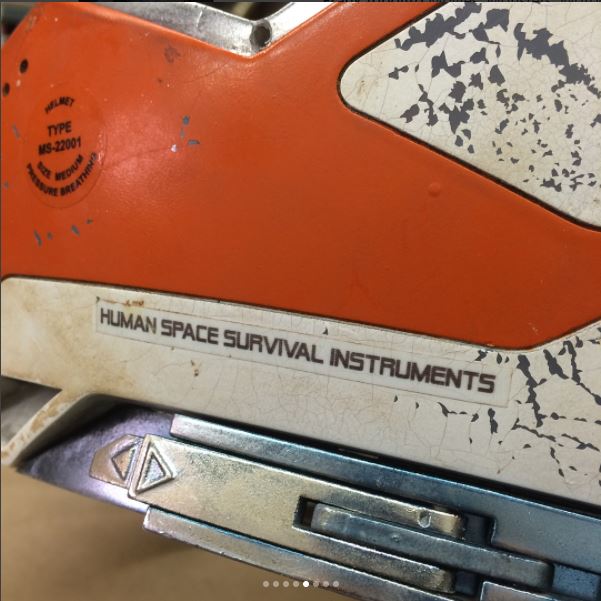 HELMET
TYPE
MS-22001
SIZE MEDIUM
PRESSURE BREATHING
HUMAN SPACE SURVIVAL INSTRUMENTS